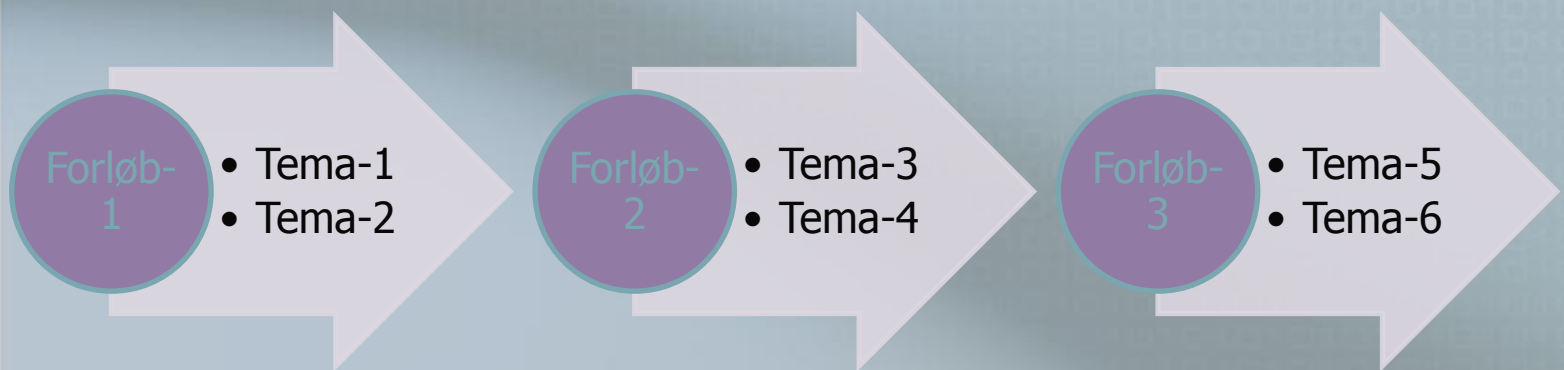 Forløb-
1
• Tema-1
• Tema-2
Forløb-
2
• Tema-3
• Tema-4
Forløb-
3
• Tema-5
• Tema-6